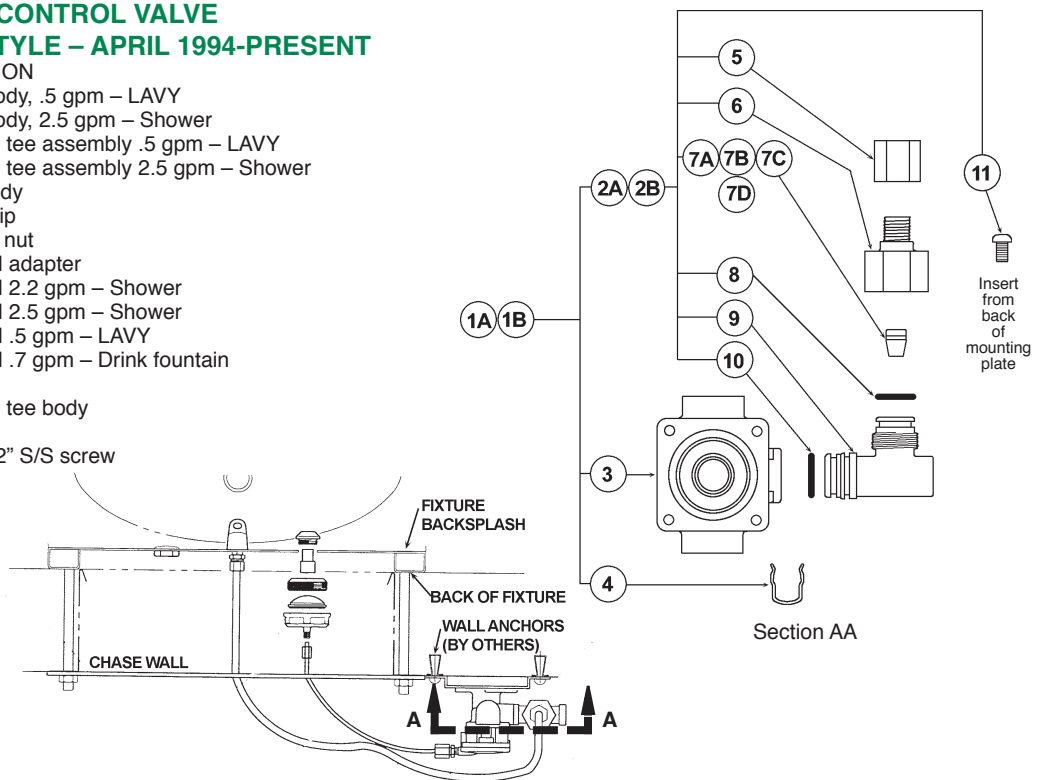 CONTROL VALVE
TYLE – APRIL 1994-PRESENT
ON
ody, .5 gpm – LAVY
ody, 2.5 gpm – Shower
tee assembly .5 gpm – LAVY
tee assembly 2.5 gpm – Shower
dy
ip
nut
l adapter
l 2.2 gpm – Shower
l 2.5 gpm – Shower
l .5 gpm – LAVY
l .7 gpm – Drink fountain
tee body
2” S/S screw
5
6
7A 7B 7C
7D
2A 2B
11
8
9
10
1A 1B
3
4
Insert
from
back
of
mounting
plate
Section AA
FIXTURE
BACKSPLASH
BACK OF FIXTURE
WALL ANCHORS
(BY OTHERS)
CHASE WALL
A A